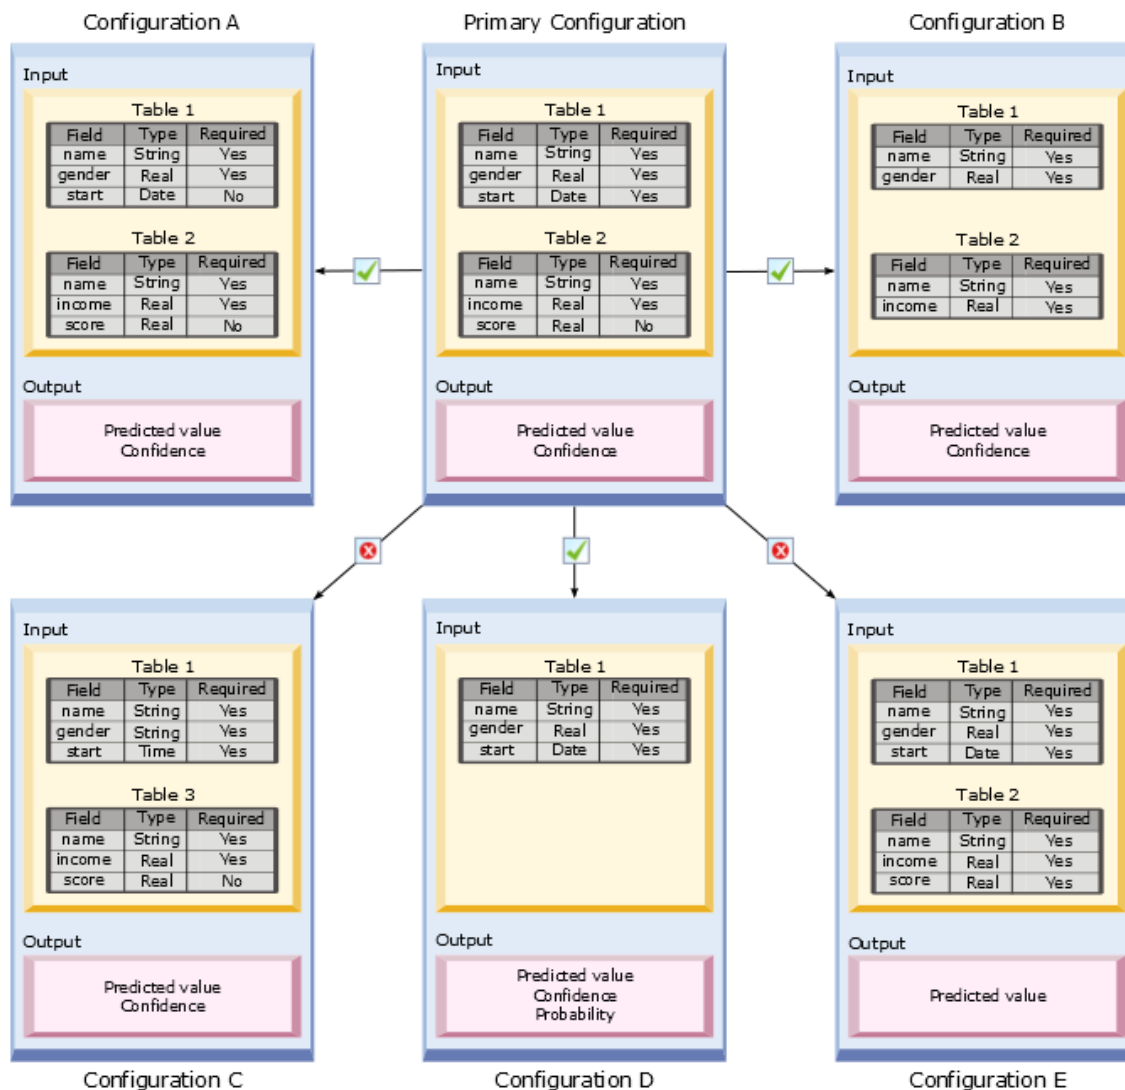 Configuration A
Input
Table 1
Field Type Required
name String Yes
gender Real Yes
start Date No
Table 2
Field Type Required
name String Yes
income Real Yes
score Real No
Output
Predicted value
Confidence
Primary Configuration
Input
Table 1
Field Type Required
name String Yes
gender Real Yes
start Date Yes
Table 2
Field Type Required
name String Yes
income Real Yes
score Real No
Output
Predicted value
Confidence
Configuration B
Input
Table 1
Field Type Required
name String Yes
gender Real Yes
Table 2
Field Type Required
name String Yes
income Real Yes
Output
Predicted value
Confidence
Input
Table 1
Field Type Required
name String Yes
gender String Yes
start Time Yes
Table 3
Field Type Required
name String Yes
income Real Yes
score Real No
Output
Predicted value
Confidence
Configuration C
Input
Table 1
Field Type Required
name String Yes
gender Real Yes
start Date Yes
Output
Predicted value
Confidence
Probability
Configuration D
Input
Table 1
Field Type Required
name String Yes
gender Real Yes
start Date Yes
Table 2
Field Type Required
name String Yes
income Real Yes
score Real Yes
Output
Predicted value
Configuration E